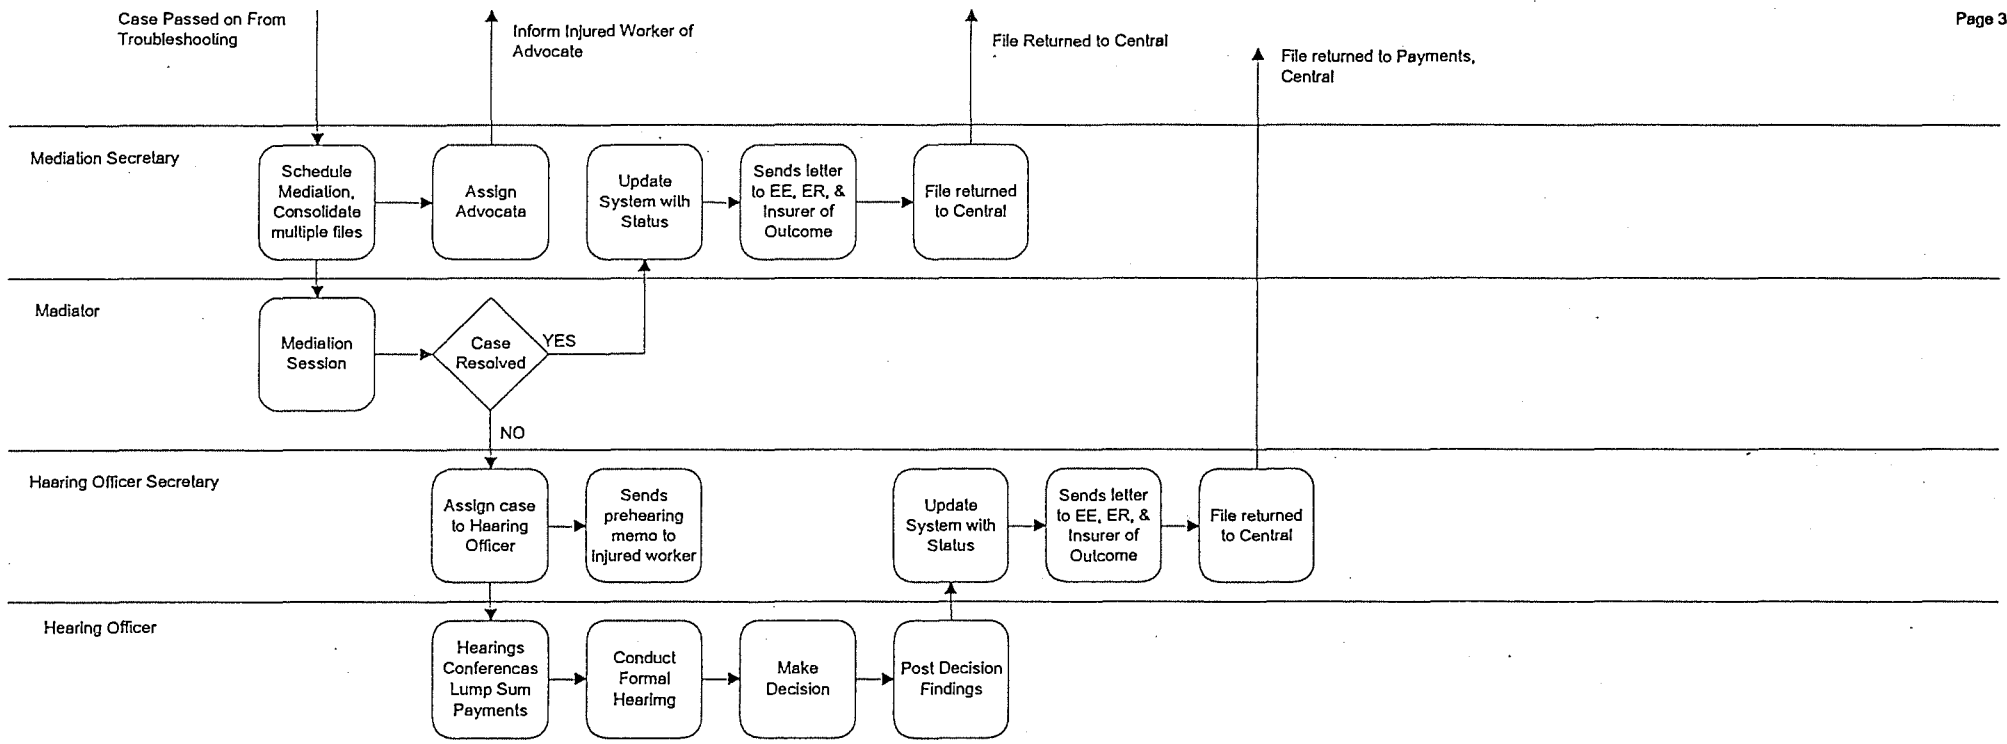 Case Passed on From
Troubleshooting
Inform Injured Worker of
Advocate
File Returned to Central
File returned to Payments,
Central
Page 3
Mediation Secretary
Schedule
Mediation,
Consolidate
multiple files
Assign
Advocata
Update
System with
Status
Sends letter
to EE, ER, &
Insurer of
Outcome
File returned
to Central
Madiator
Mediation
Session
Case
Resolved
YES
NO
Haaring Officer Secretary
Assign case
to Haaring
Officer
Sends
prehearing
memo to
injured worker
Update
System with
Status
Sends letter
to EE, ER, &
Insurer of
Outcome
File returned
to Central
Hearing Officer
Hearings
Conferencas
Lump Sum
Payments
Conduct
Formal
Hearimg
Make
Decision
Post Decision
Findings